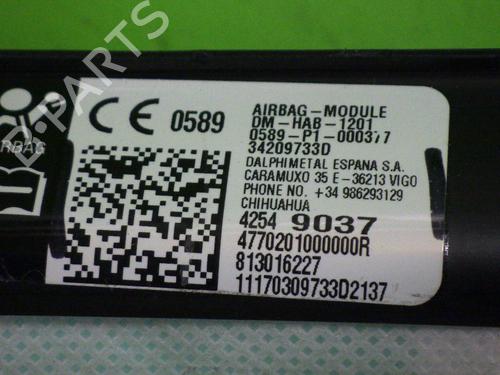 B-PARTS
AIRBAG
CE 0589
AIRBAG-MODULE
DM-HAB-1201
0589-P1-000377
34209733D
DALPHIMETAL ESPANA S.A.
CARAMUXO 35 E-36213 VIGO
PHONE NO. +34 986293129
CHIHUAHUA
4254 9037
4770201000000R
813016227
11170309733D2137